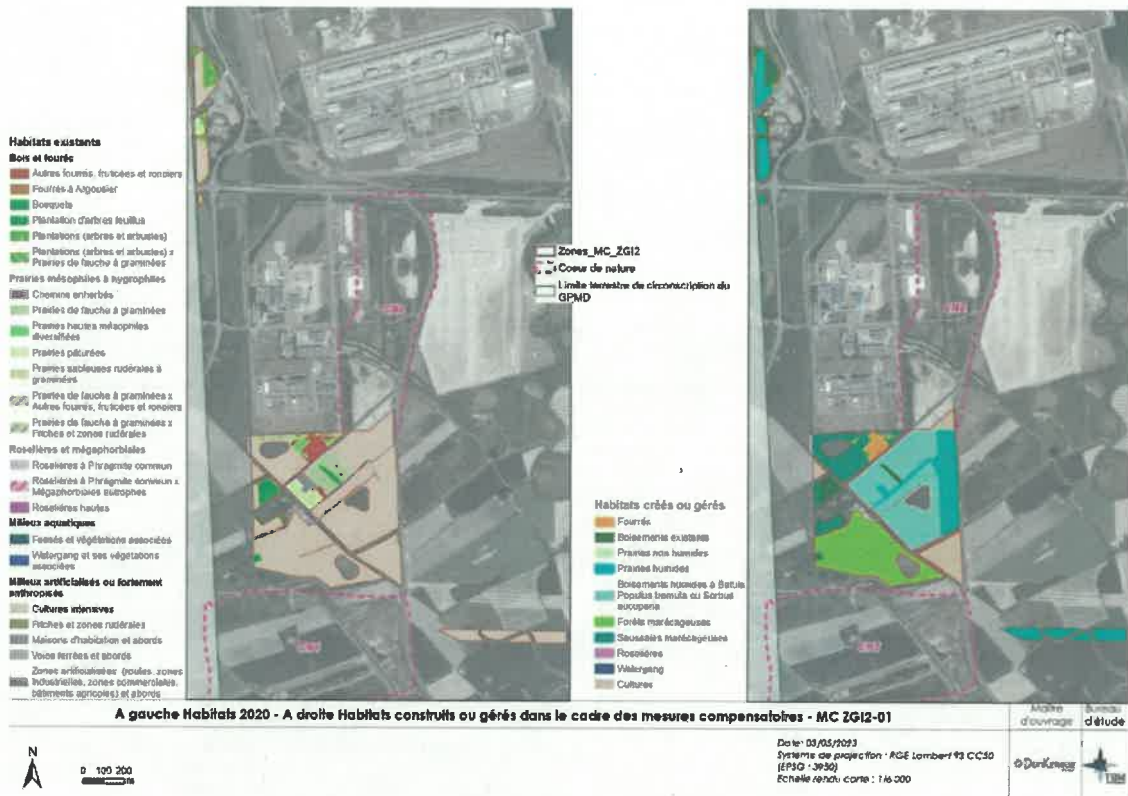 Habitats existants
Bois et fourrés
Autres fourrés, fruticées et ronciers
Fourrés à Argousier
Bosquets
Plantation d'arbres feuillus
Plantations (arbres et arbustes)
Plantations (arbres et arbustes) x
Prairies de fauche à graminées
Prairies mésophiles à hygrophiles
Chemins enherbés
Prairies de fauche à graminées
Prairies hautes mésophiles
diversifiées
Prairies pâturées
Prairies sableuses rudérales à
graminées
Prairies de fauche à graminées x
Autres fourrés, fruticées et ronciers
Prairies de fauche à graminées x
Friches et zones rudérales
Roselières et mégaphorbiaies
Roselières à Phragmite commun
Roselières à Phragmite commun x
Mégaphorbiaies eutrophes
Roselières hautes
Milieux aquatiques
Fossés et végétations associées
Watergang et ses végétations
associées
Milieux artificialisés ou fortement
anthropisés
Cultures intensives
Friches et zones rudérales
Maisons d'habitation et abords
Voies ferrées et abords
Zones artificialisées (routes, zones
industrielles, zones commerciales,
bâtiments agricoles) et abords
Zones_MC_ZGI2
Coeur de nature
Limite terrestre de circonscription du
GPMD
Habitats créés ou gérés
Fourrés
Boisements existants
Prairies non humides
Prairies humides
Boisements humides à Betula
Populus tremula ou Sorbus
aucuparia
Forêts marécageuses
Saussaies marécageuses
Roselières
Watergang
Cultures
A gauche Habitats 2020 - A droite Habitats construits ou gérés dans le cadre des mesures compensatoires - MC ZGI2-01
Maître
d'ouvrage
Bureau
d'étude
N
0 100 200
m
Date : 03/05/2023
Système de projection : RGF Lambert 93 CC50
(EPSG : 3950)
Echelle rendu carte : 1/16 000
Dunkerque